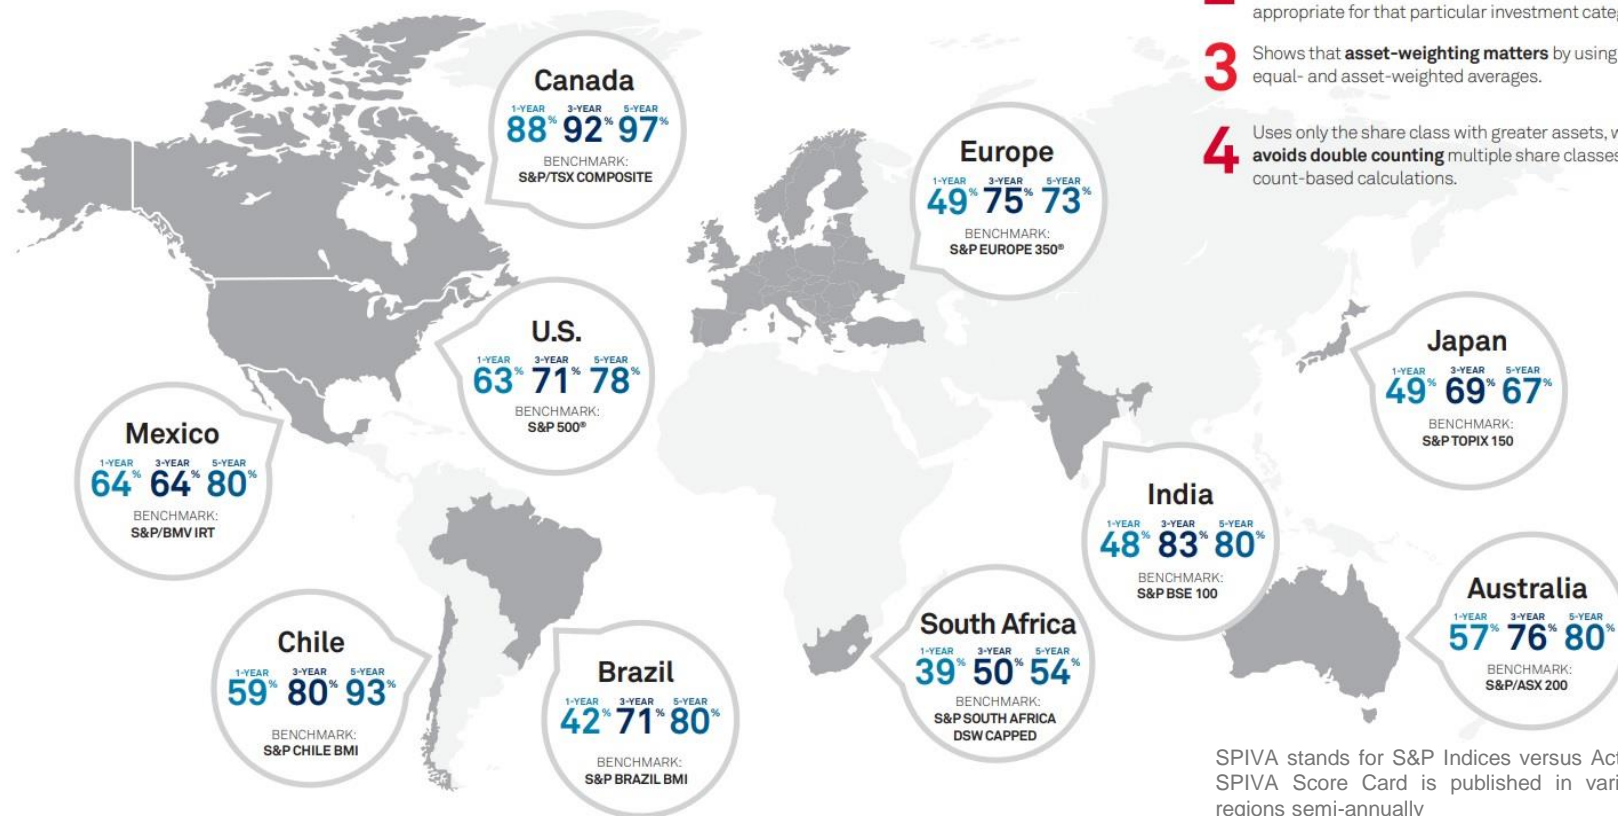 appropriate for that particular investment
3
Shows that asset-weighting matters by using
equal- and asset-weighted averages.
4
Uses only the share class with greater assets,
avoids double counting multiple share classes
count-based calculations.
Canada
1-YEAR 3-YEAR 5-YEAR
88% 92% 97%
BENCHMARK:
S&P/TSX COMPOSITE
Europe
1-YEAR 3-YEAR 5-YEAR
49% 75% 73%
BENCHMARK:
S&P EUROPE 350®
U.S.
1-YEAR 3-YEAR 5-YEAR
63% 71% 78%
BENCHMARK:
S&P 500®
Japan
1-YEAR 3-YEAR 5-YEAR
49% 69% 67%
BENCHMARK:
S&P TOPIX 150
Mexico
1-YEAR 3-YEAR 5-YEAR
64% 64% 80%
BENCHMARK:
S&P/BMV IRT
India
1-YEAR 3-YEAR 5-YEAR
48% 83% 80%
BENCHMARK:
S&P BSE 100
Chile
1-YEAR 3-YEAR 5-YEAR
59% 80% 93%
BENCHMARK:
S&P CHILE BMI
Brazil
1-YEAR 3-YEAR 5-YEAR
42% 71% 80%
BENCHMARK:
S&P BRAZIL BMI
South Africa
1-YEAR 3-YEAR 5-YEAR
39% 50% 54%
BENCHMARK:
S&P SOUTH AFRICA
DSW CAPPED
Australia
1-YEAR 3-YEAR 5-YEAR
57% 76% 80%
BENCHMARK:
S&P/ASX 200
SPIVA stands for S&P Indices versus
SPIVA Score Card is published in
regions semi-annually